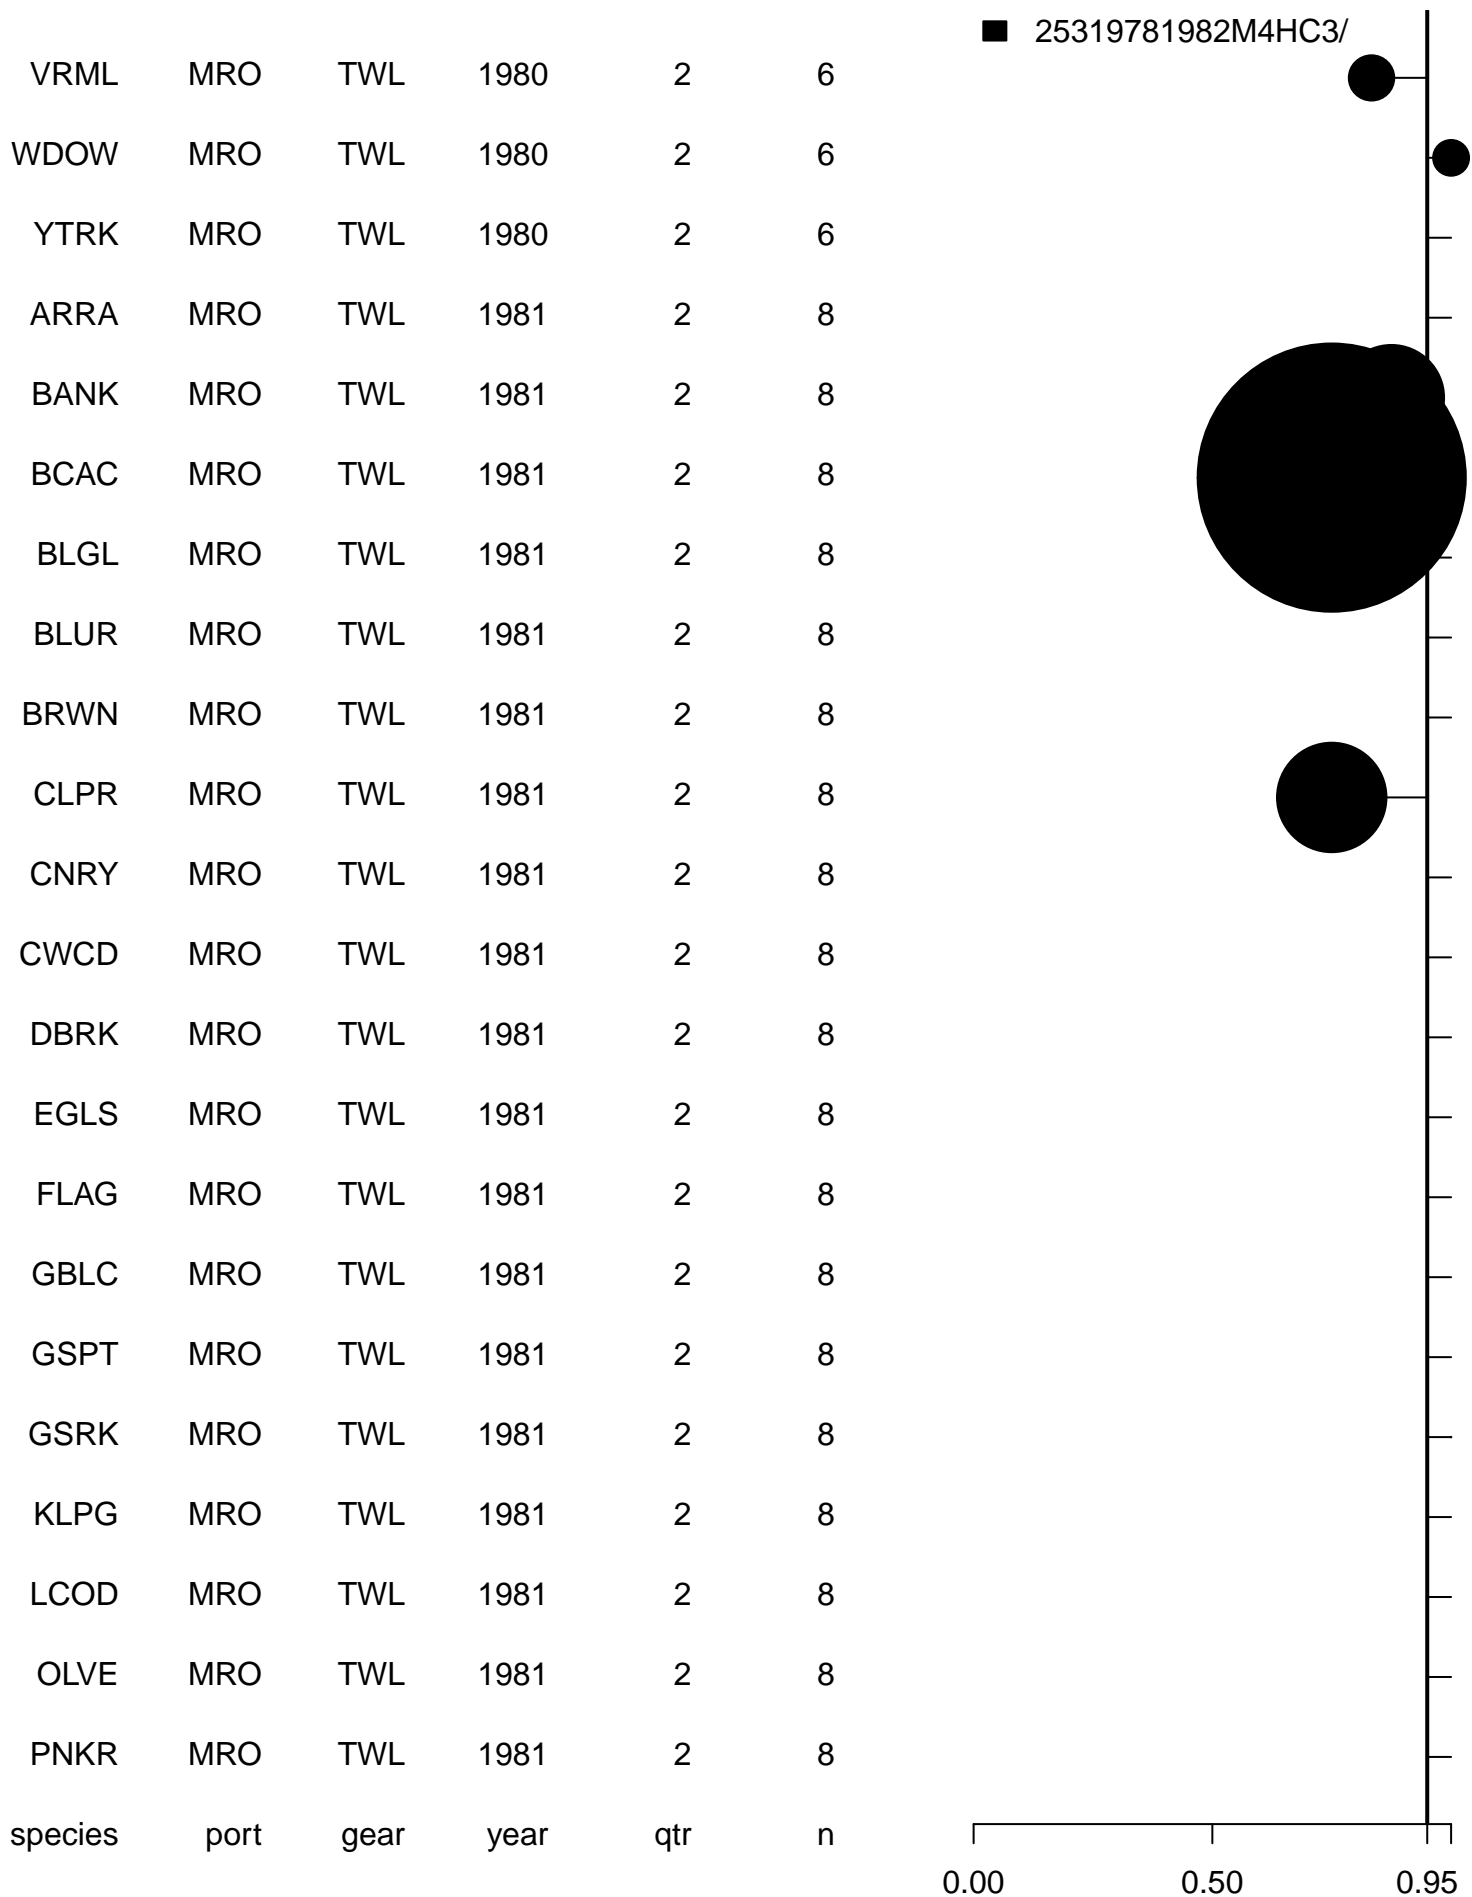 25319781982M4HC3/
VRML MRO TWL 1980 2 6
WDOW MRO TWL 1980 2 6
YTRK MRO TWL 1980 2 6
ARRA MRO TWL 1981 2 8
BANK MRO TWL 1981 2 8
BCAC MRO TWL 1981 2 8
BLGL MRO TWL 1981 2 8
BLUR MRO TWL 1981 2 8
BRWN MRO TWL 1981 2 8
CLPR MRO TWL 1981 2 8
CNRY MRO TWL 1981 2 8
CWCD MRO TWL 1981 2 8
DBRK MRO TWL 1981 2 8
EGLS MRO TWL 1981 2 8
FLAG MRO TWL 1981 2 8
GBLC MRO TWL 1981 2 8
GSPT MRO TWL 1981 2 8
GSRK MRO TWL 1981 2 8
KLPG MRO TWL 1981 2 8
LCOD MRO TWL 1981 2 8
OLVE MRO TWL 1981 2 8
PNKR MRO TWL 1981 2 8
species port gear year qtr n
0.00 0.50 0.95